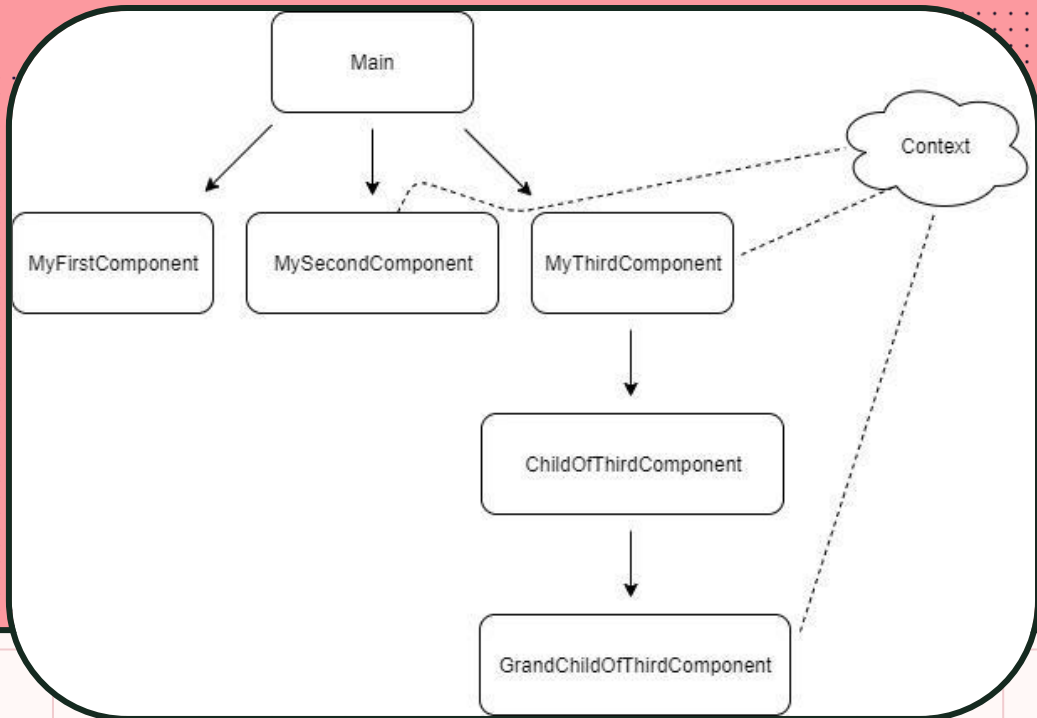 Main
Context
MyFirstComponent
MySecondComponent
MyThirdComponent
ChildOfThirdComponent
GrandChildOfThirdComponent